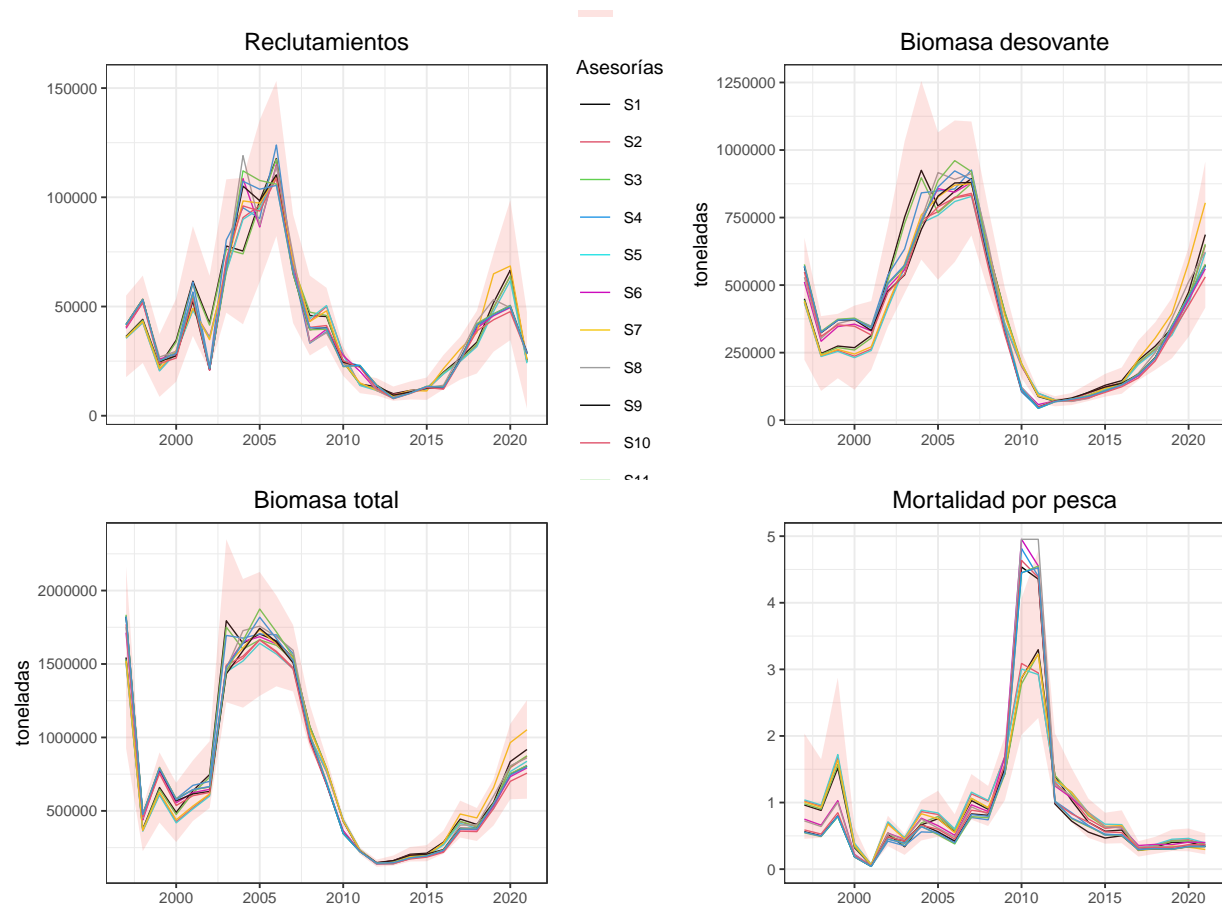 Reclutamientos
150000
100000
50000
0
2000
2005
2010
2015
2020
Asesorías
S1
S2
S3
S4
S5
S6
S7
S8
S9
S10
S11
Biomasa desovante
toneladas
1250000
1000000
750000
500000
250000
0
2000
2005
2010
2015
2020
Biomasa total
toneladas
2000000
1500000
1000000
500000
2000
2005
2010
2015
2020
Mortalidad por pesca
5
4
3
2
1
0
2000
2005
2010
2015
2020